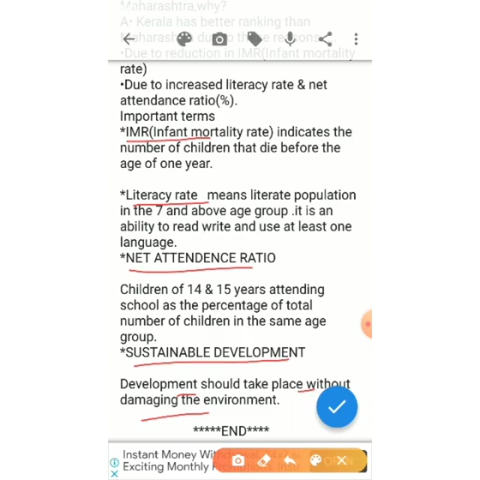 Maharashtra,why?
A- Kerala has better ranking than
•Due to reduction in IMR(Infant mortality
rate)
•Due to increased literacy rate & net
attendance ratio(%).
Important terms
*IMR(Infant mortality rate) indicates the
number of children that die before the
age of one year.
*Literacy rate means literate population
in the 7 and above age group .it is an
ability to read write and use at least one
language.
*NET ATTENDENCE RATIO
Children of 14 & 15 years attending
school as the percentage of total
number of children in the same age
group.
*SUSTAINABLE DEVELOPMENT
Development should take place without
damaging the environment.
*****END****
Instant Money
Exciting Monthly